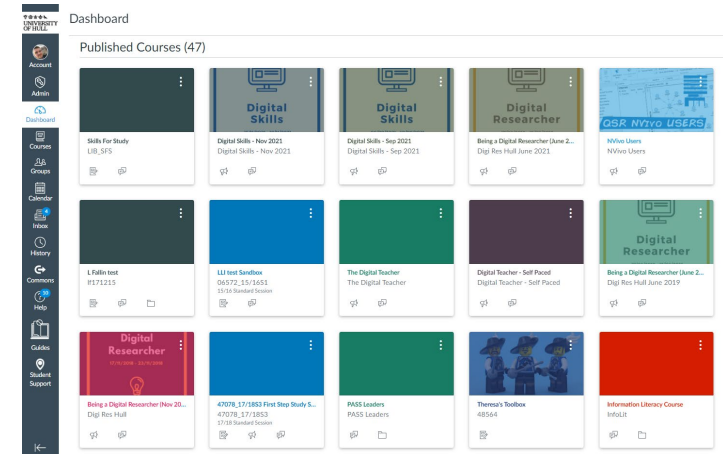 UNIVERSITY
OF HULL
Dashboard
Account
Admin
Dashboard
Courses
Groups
Calendar
4
Inbox
History
Commons
10
Help
Guides
Student
Support
Published Courses (47)
Skills For Study
LIB_SFS
Digital
Skills
Digital Skills - Nov 2021
Digital Skills - Nov 2021
Digital
Skills
Digital Skills - Sep 2021
Digital Skills - Sep 2021
Digital
Researcher
Being a Digital Researcher (June 2...
Digi Res Hull June 2021
QSR NVivo USERS
NVivo Users
NVivo Users
L Fallin test
lf171215
LLI test Sandbox
06572_15/16S1
15/16 Standard Session
The Digital Teacher
The Digital Teacher
Digital Teacher - Self Paced
Digital Teacher - Self Paced
Digital
Researcher
Being a Digital Researcher (June 2...
Digi Res Hull June 2019
Digital
Researcher
Being a Digital Researcher (Nov 20...
Digi Res Hull
47078_17/18S3 First Step Study S...
47078_17/18S3
17/18 Standard Session
PASS Leaders
PASS Leaders
Theresa's Toolbox
48564
Information Literacy Course
InfoLit